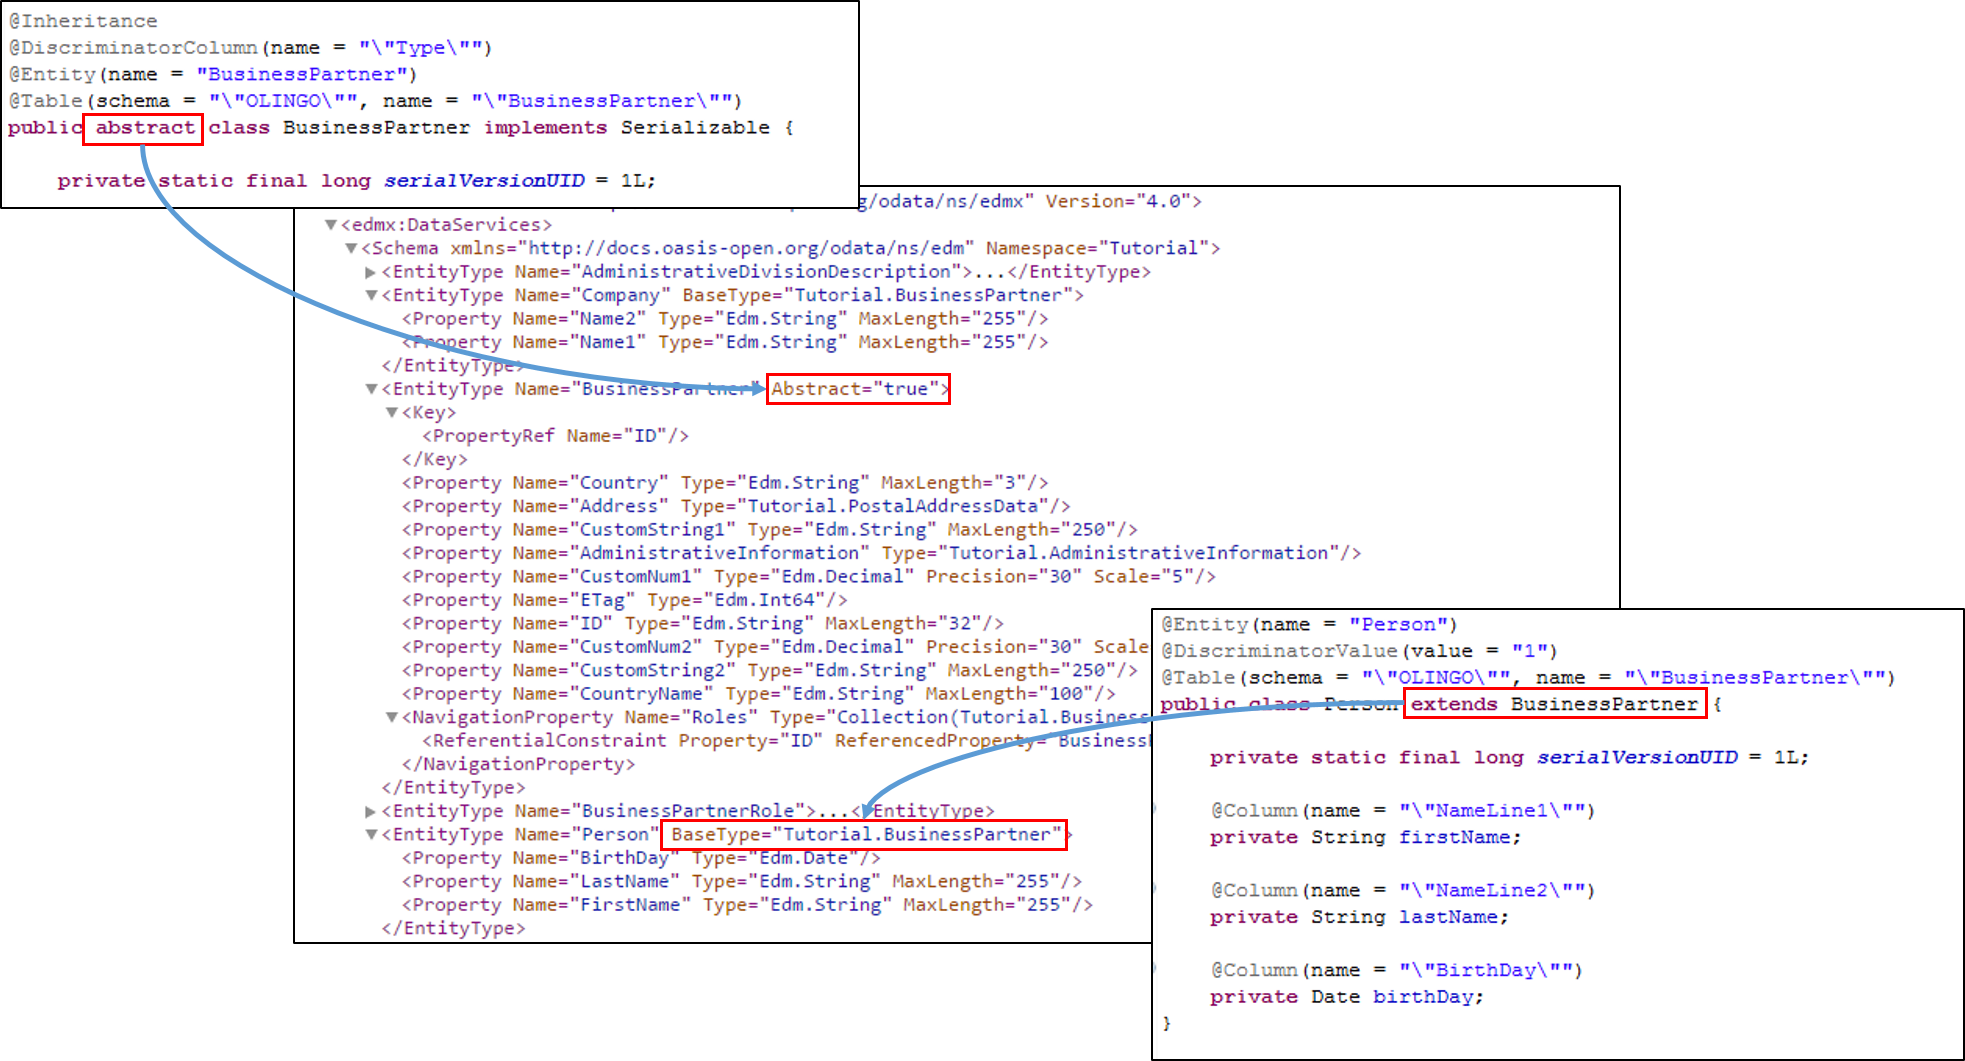 @Inheritance
@DiscriminatorColumn(name = "\"Type\"")
@Entity(name = "BusinessPartner")
@Table(schema = "\"OLINGO\"", name = "\"BusinessPartner\"")
public abstract class BusinessPartner implements Serializable {
private static final long serialVersionUID = 1L;
g/odata/ns/edmx" Version="4.0">
▼<edmx:DataServices>
▼<Schema xmlns="http://docs.oasis-open.org/odata/ns/edm" Namespace="Tutorial">
▶<EntityType Name="AdministrativeDivisionDescription">...</EntityType>
▼<EntityType Name="Company" BaseType="Tutorial.BusinessPartner">
<Property Name="Name2" Type="Edm.String" MaxLength="255"/>
<Property Name="Name1" Type="Edm.String" MaxLength="255"/>
</EntityType>
▼<EntityType Name="BusinessPartner" Abstract="true">
▼<Key>
<PropertyRef Name="ID"/>
</Key>
<Property Name="Country" Type="Edm.String" MaxLength="3"/>
<Property Name="Address" Type="Tutorial.PostalAddressData"/>
<Property Name="CustomString1" Type="Edm.String" MaxLength="250"/>
<Property Name="AdministrativeInformation" Type="Tutorial.AdministrativeInformation"/>
<Property Name="CustomNum1" Type="Edm.Decimal" Precision="30" Scale="5"/>
<Property Name="ETag" Type="Edm.Int64"/>
<Property Name="ID" Type="Edm.String" MaxLength="32"/>
<Property Name="CustomNum2" Type="Edm.Decimal" Precision="30" Scale
<Property Name="CustomString2" Type="Edm.String" MaxLength="250"/>
<Property Name="CountryName" Type="Edm.String" MaxLength="100"/>
▼<NavigationProperty Name="Roles" Type="Collection(Tutorial.Business
<ReferentialConstraint Property="ID" ReferencedProperty="Business
</NavigationProperty>
</EntityType>
▶<EntityType Name="BusinessPartnerRole">...</EntityType>
▼<EntityType Name="Person" BaseType="Tutorial.BusinessPartner">
<Property Name="BirthDay" Type="Edm.Date"/>
<Property Name="LastName" Type="Edm.String" MaxLength="255"/>
<Property Name="FirstName" Type="Edm.String" MaxLength="255"/>
</EntityType>
@Entity(name = "Person")
@DiscriminatorValue(value = "1")
@Table(schema = "\"OLINGO\"", name = "\"BusinessPartner\"")
public class Person extends BusinessPartner {
private static final long serialVersionUID = 1L;
@Column(name = "\"NameLine1\"")
private String firstName;
@Column(name = "\"NameLine2\"")
private String lastName;
@Column(name = "\"BirthDay\"")
private Date birthDay;
}